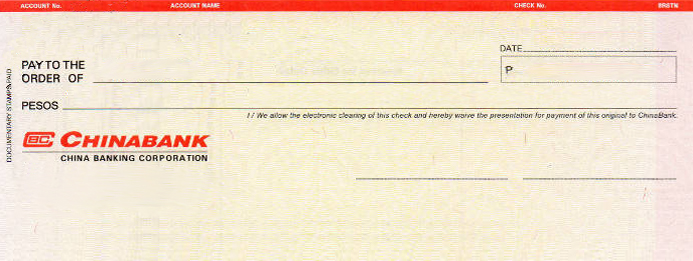 ACCOUNT No. ACCOUNT NAME CHECK No. BRSTN
DATE
PAY TO THE
ORDER OF
₱
DOCUMENTARY STAMPS PAID
PESOS
I / We allow the electronic clearing of this check and hereby waive the presentation for payment of this original to ChinaBank.
CBC CHINABANK
CHINA BANKING CORPORATION